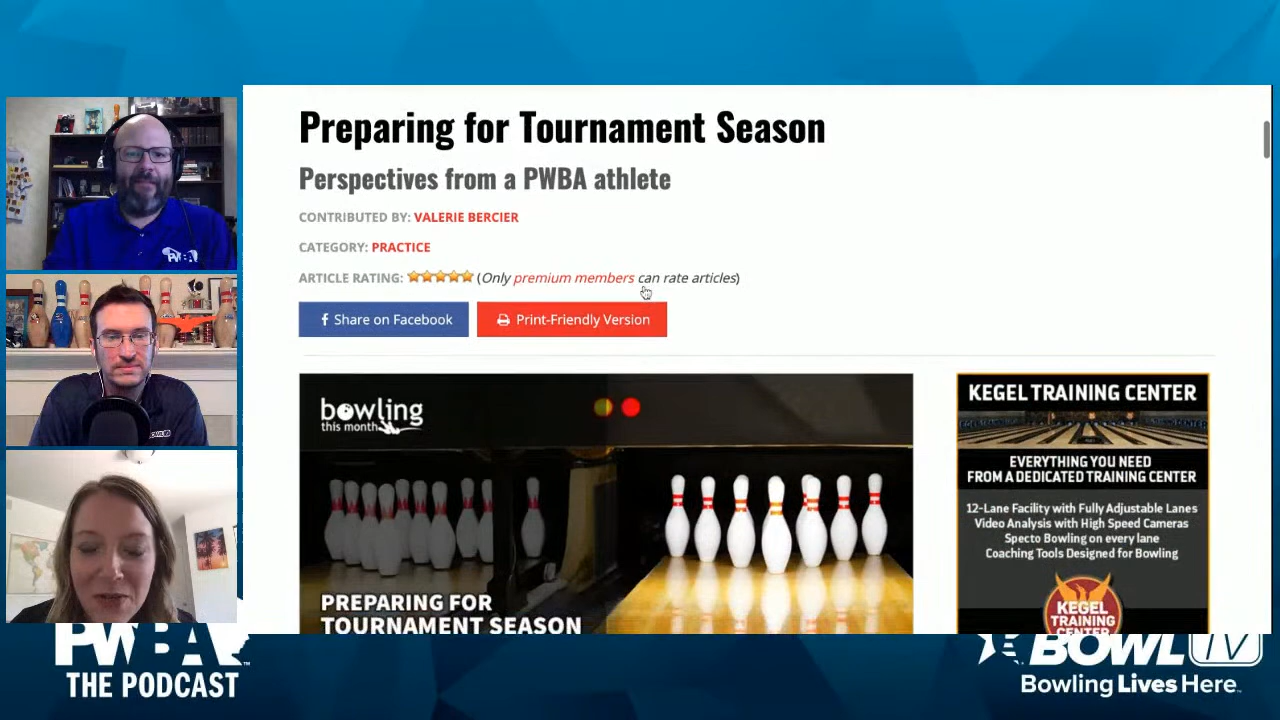 Preparing for Tournament Season
Perspectives from a PWBA athlete
CONTRIBUTED BY: VALERIE BERCIER
CATEGORY: PRACTICE
ARTICLE RATING: (Only premium members can rate articles)
f Share on Facebook
Print-Friendly Version
bowling
this month
PREPARING FOR
TOURNAMENT SEASON
KEGEL TRAINING CENTER
EVERYTHING YOU NEED
FROM A DEDICATED TRAINING CENTER
12-Lane Facility with Fully Adjustable Lanes
Video Analysis with High Speed Cameras
Specto Bowling on every lane
Coaching Tools Designed for Bowling
KEGEL
TRAINING
CENTER
PWBA
PWBA
THE PODCAST
BOWL TV
Bowling Lives Here